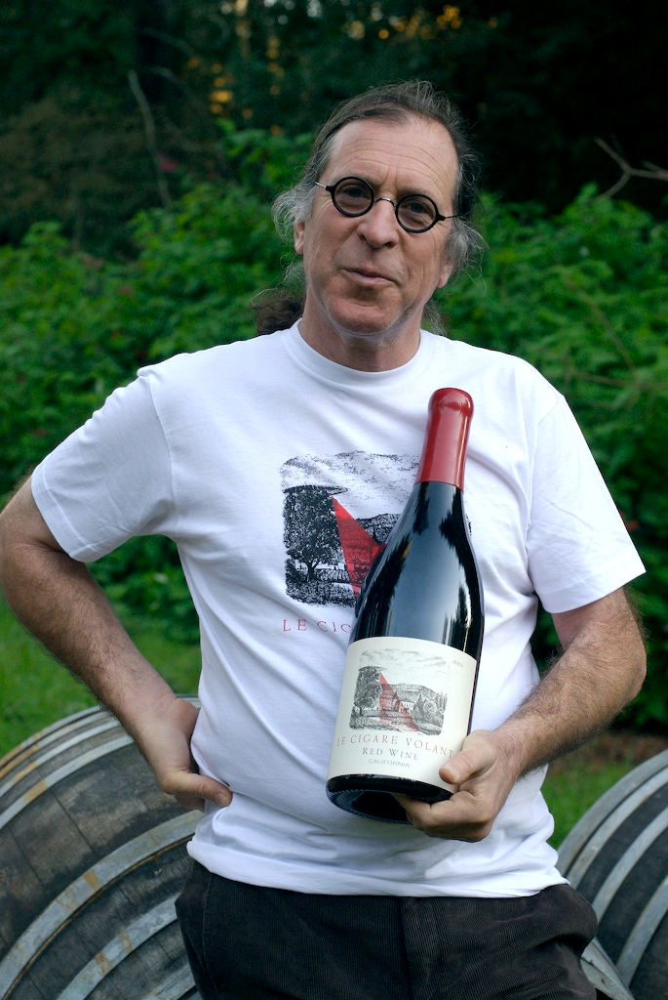 LE CIG
LE CIGARE VOLANT
RED WINE
CALIFORNIA